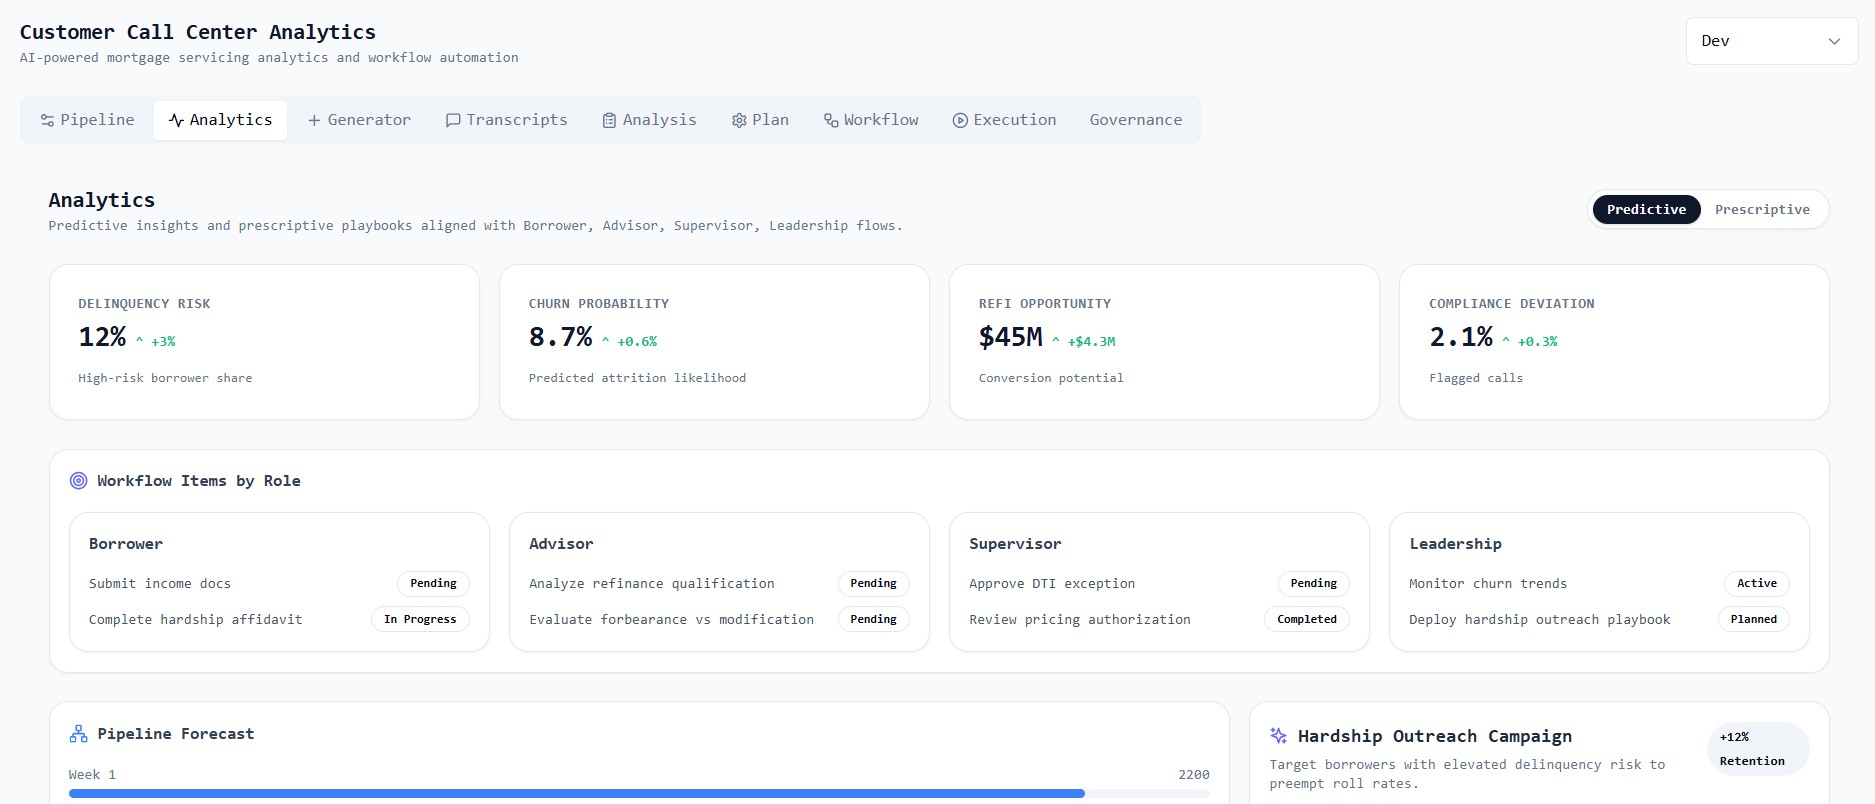 Customer Call Center Analytics
AI-powered mortgage servicing analytics and workflow automation
Dev
Pipeline
Analytics
Generator
Transcripts
Analysis
Plan
Workflow
Execution
Governance
Analytics
Predictive insights and prescriptive playbooks aligned with Borrower, Advisor, Supervisor, Leadership flows.
Predictive
Prescriptive
DELINQUENCY RISK
12% ^ +3%
High-risk borrower share
CHURN PROBABILITY
8.7% ^ +0.6%
Predicted attrition likelihood
REFI OPPORTUNITY
$45M ^ +$4.3M
Conversion potential
COMPLIANCE DEVIATION
2.1% ^ +0.3%
Flagged calls
Workflow Items by Role
Borrower
Submit income docs Pending
Complete hardship affidavit In Progress
Advisor
Analyze refinance qualification Pending
Evaluate forbearance vs modification Pending
Supervisor
Approve DTI exception Pending
Review pricing authorization Completed
Leadership
Monitor churn trends Active
Deploy hardship outreach playbook Planned
Pipeline Forecast
Week 1 2200
Hardship Outreach Campaign
Target borrowers with elevated delinquency risk to
preempt roll rates.
+12%
Retention